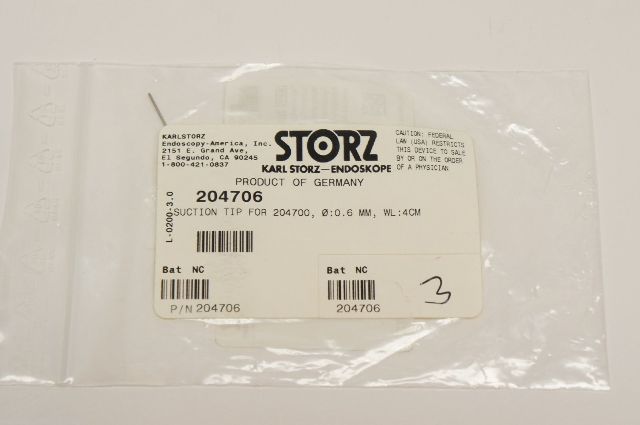 KARLSTORZ
Endoscopy-America, Inc.
2151 E. Grand Ave,
El Segundo, CA 90245
1-800-421-0837
STORZ
KARL STORZ—ENDOSKOPE
CAUTION: FEDERAL
LAW (USA) RESTRICTS
THIS DEVICE TO SALE
BY OR ON THE ORDER
OF A PHYSICIAN
PRODUCT OF GERMANY
204706
SUCTION TIP FOR 204700, Ø:0.6 MM, WL:4CM
L-0200-3.0
Bat NC
P/N 204706
Bat NC
204706
3